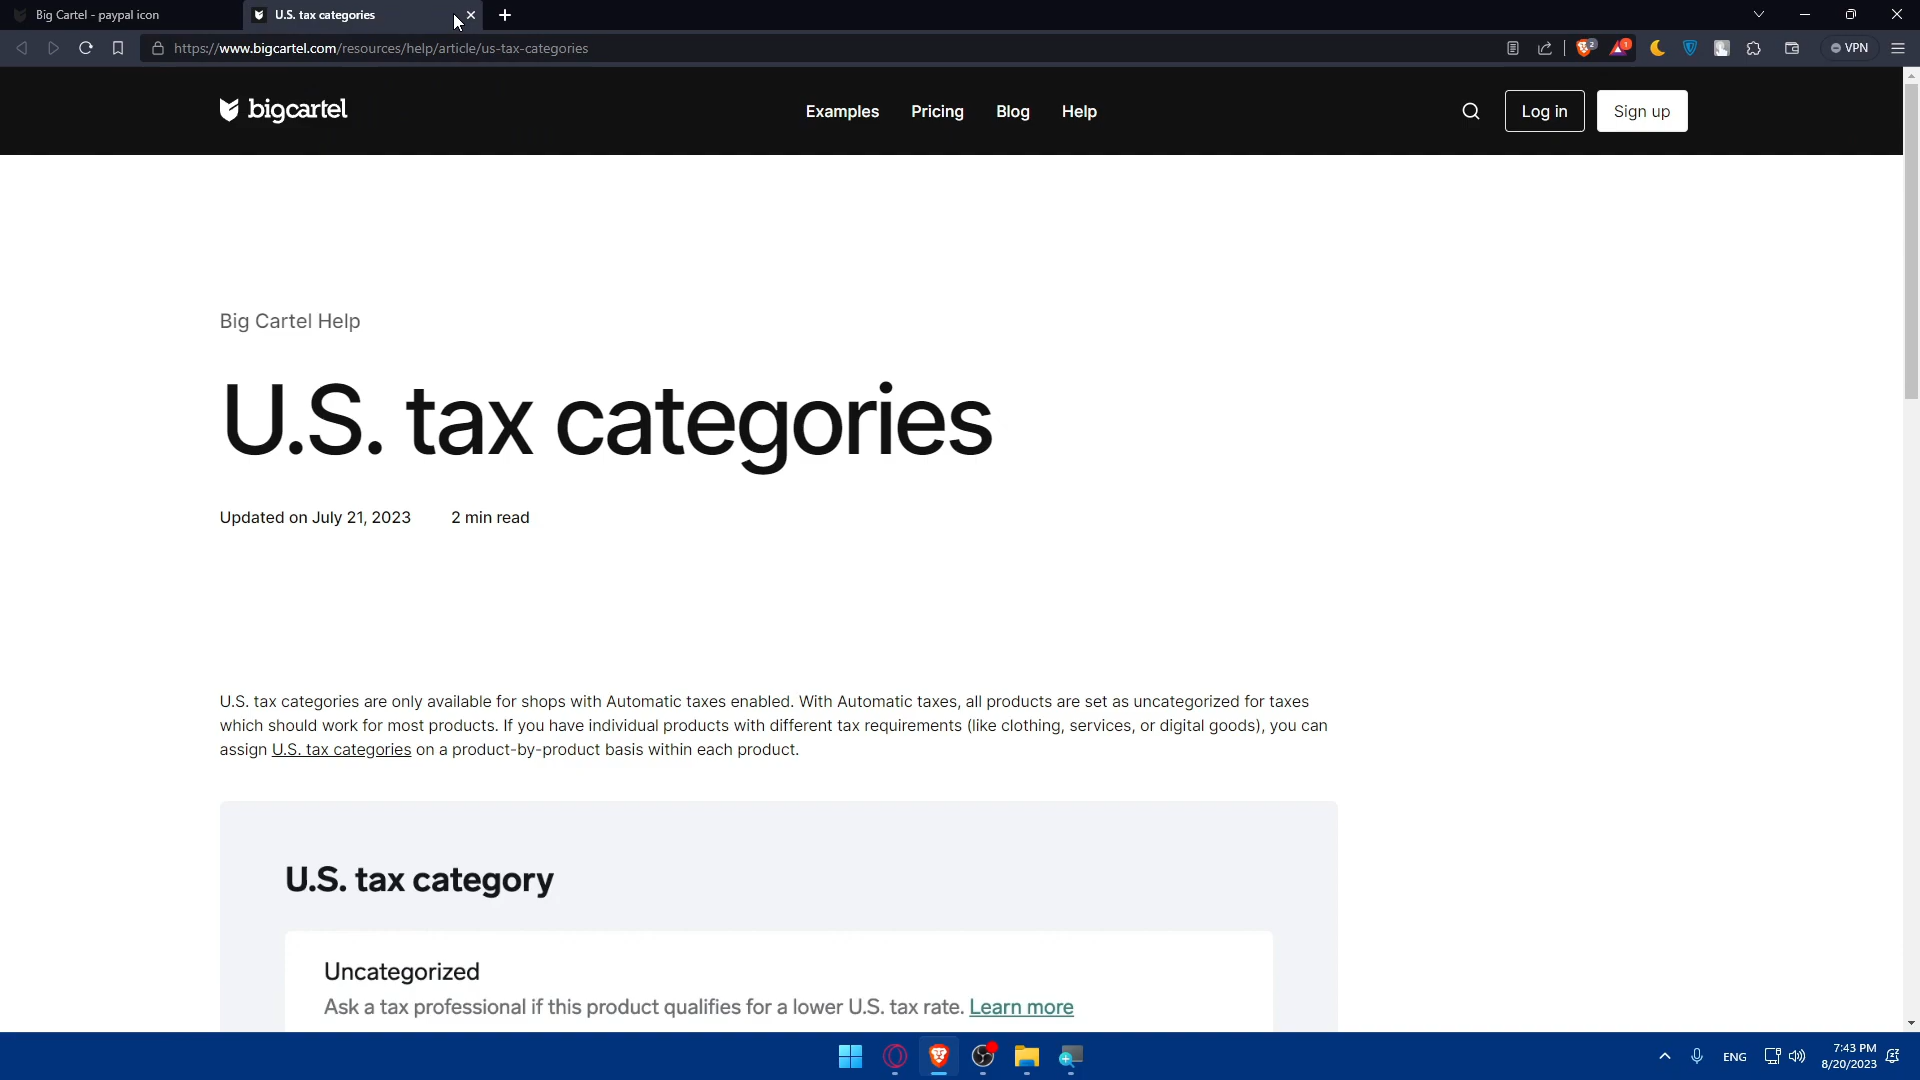 Big Cartel - paypal icon
U.S. tax categories
https://www.bigcartel.com/resources/help/article/us-tax-categories
2
1
VPN
bigcartel
Examples
Pricing
Blog
Help
Log in
Sign up
Big Cartel Help
U.S. tax categories
Updated on July 21, 2023
2 min read
U.S. tax categories are only available for shops with Automatic taxes enabled. With Automatic taxes, all products are set as uncategorized for taxes
which should work for most products. If you have individual products with different tax requirements (like clothing, services, or digital goods), you can
assign U.S. tax categories on a product-by-product basis within each product.
U.S. tax category
Uncategorized
Ask a tax professional if this product qualifies for a lower U.S. tax rate. Learn more
ENG
7:43 PM
8/20/2023